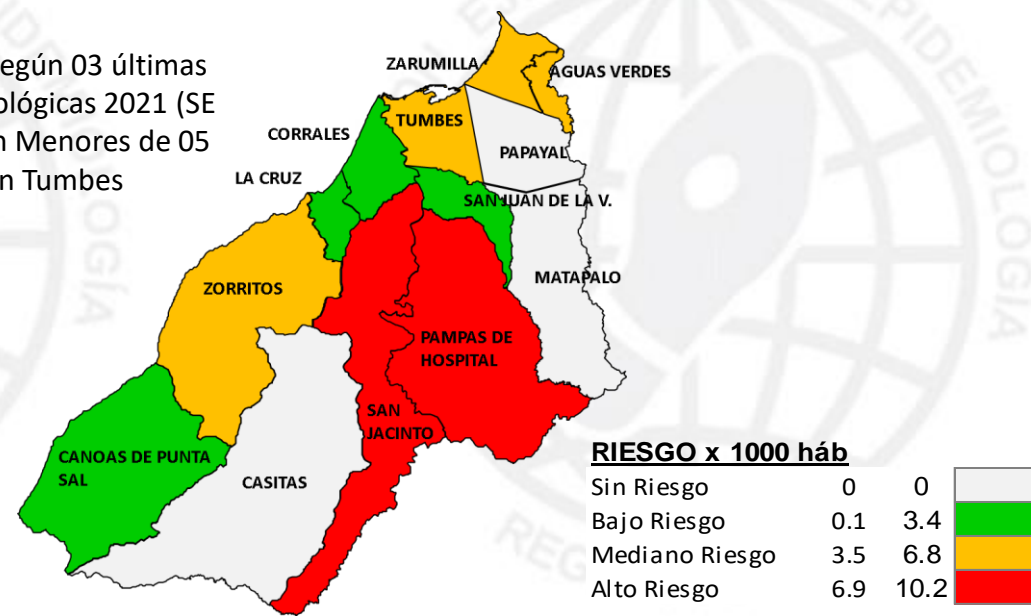 egún 03 últimas
ológicas 2021 (SE
n Menores de 05
n Tumbes
ZARUMILLA
AGUAS VERDES
TUMBES
CORRALES
PAPAYAL
LA CRUZ
SAN JUAN DE LA V.
MATAPALO
ZORRITOS
PAMPAS DE
HOSPITAL
SAN
JACINTO
CANOAS DE PUNTA
SAL
CASITAS
RIESGO x 1000 háb
Sin Riesgo 0 0
Bajo Riesgo 0.1 3.4
Mediano Riesgo 3.5 6.8
Alto Riesgo 6.9 10.2